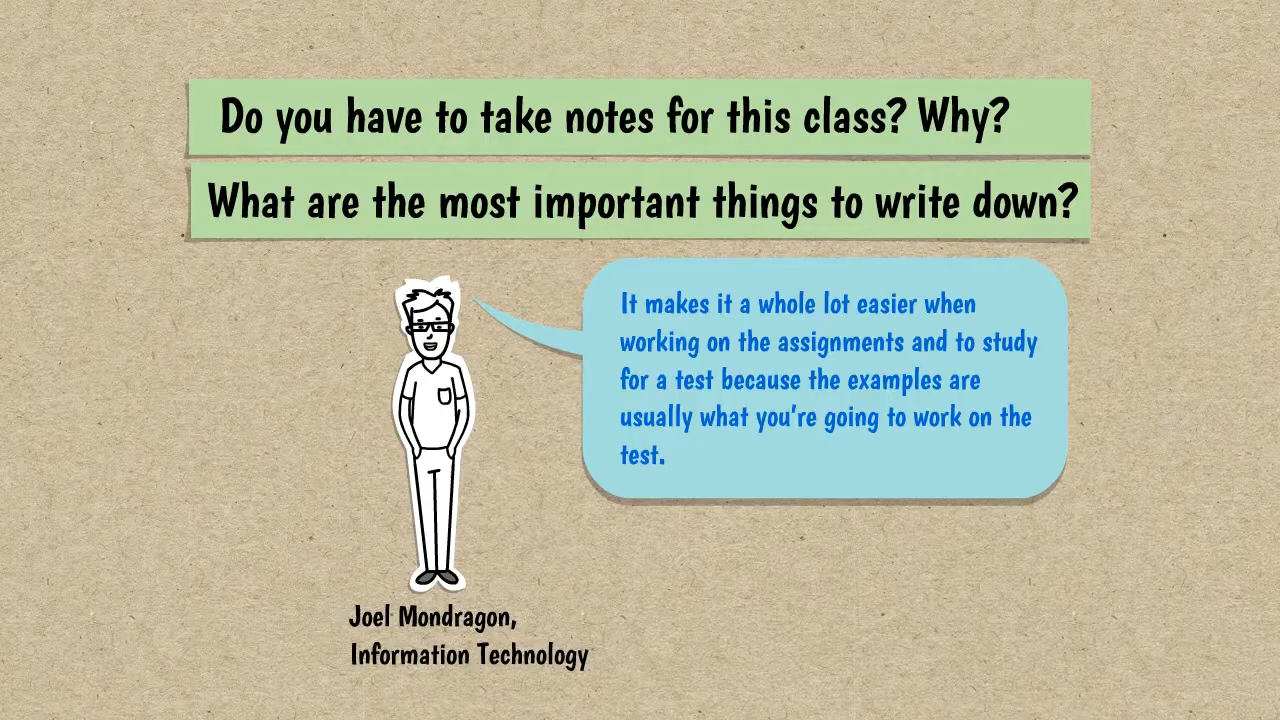 Do you have to take notes for this class? Why?
What are the most important things to write down?
It makes it a whole lot easier when
working on the assignments and to study
for a test because the examples are
usually what you're going to work on the
test.
Joel Mondragon,
Information Technology